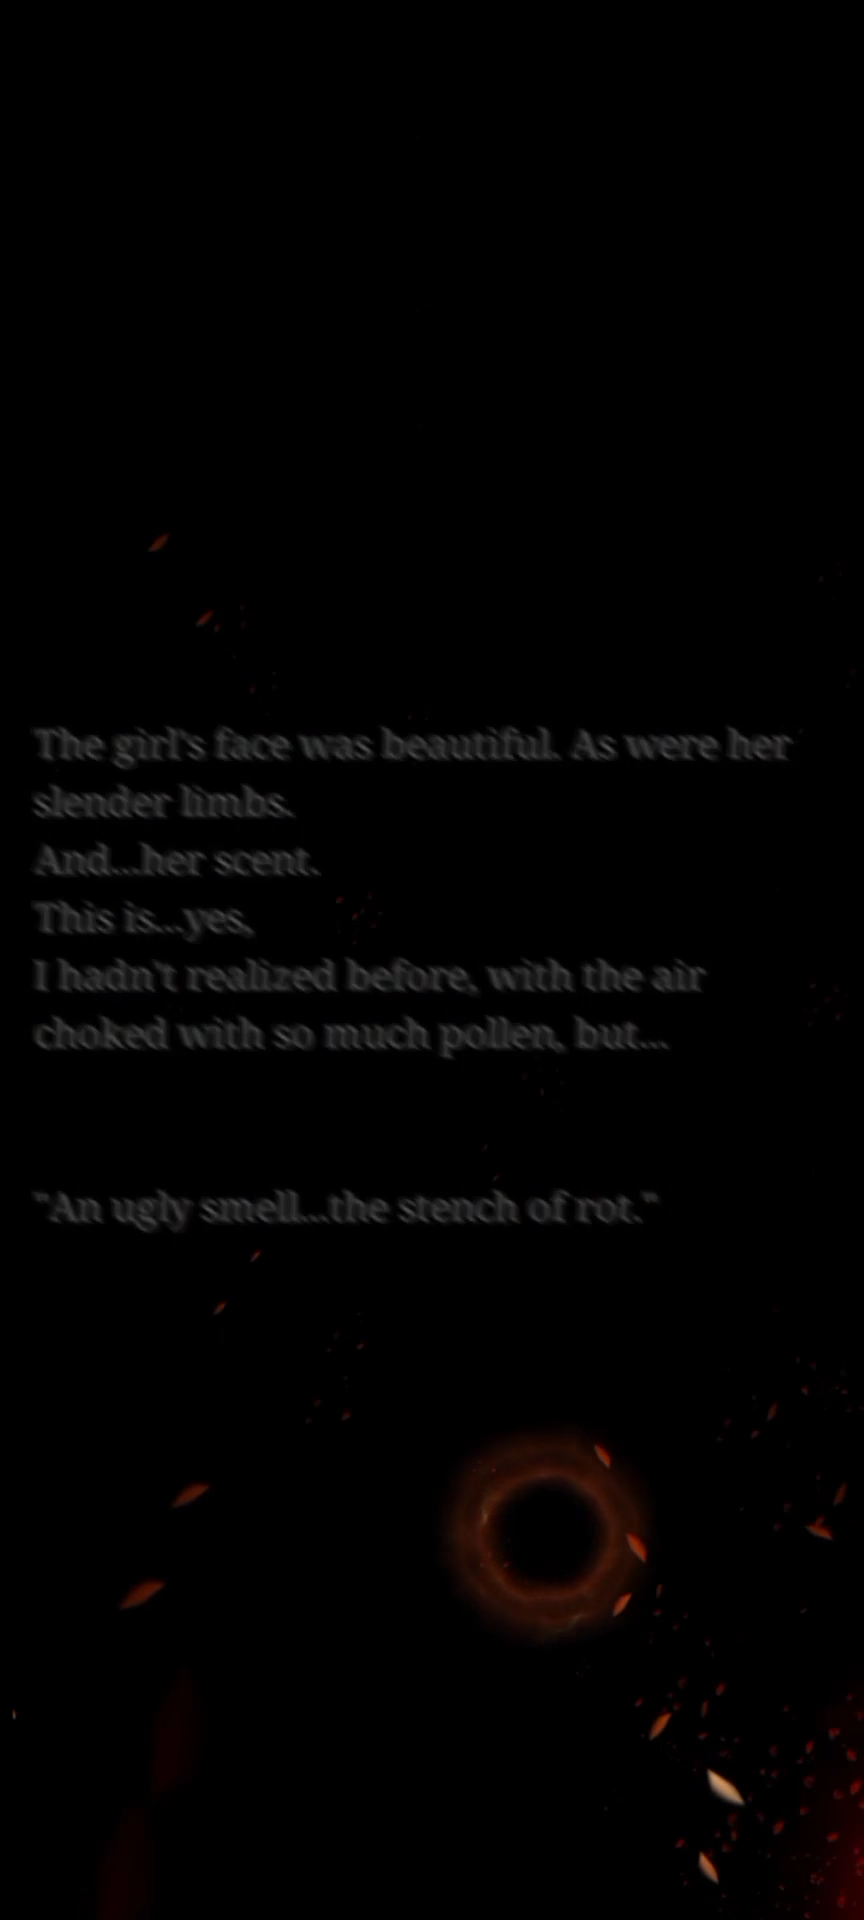 The girl's face was beautiful. As were her
slender limbs.
And...her scent.
This is...yes,
I hadn't realized before, with the air
choked with so much pollen, but...
"An ugly smell...the stench of rot."